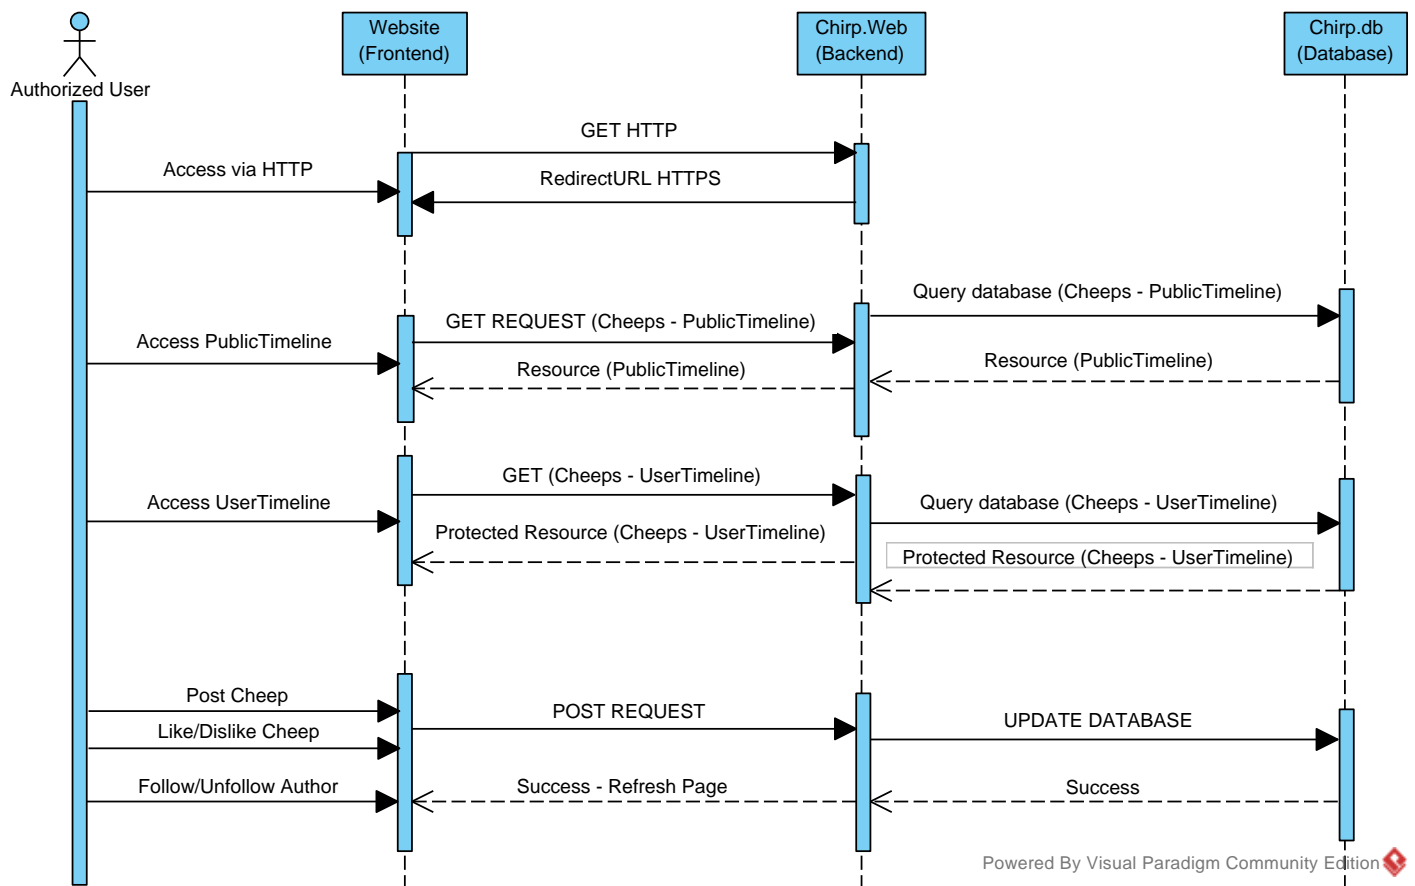 Website
(Frontend)
Chirp.Web
(Backend)
Chirp.db
(Database)
Authorized User
GET HTTP
Access via HTTP
RedirectURL HTTPS
Query database (Cheeps - PublicTimeline)
GET REQUEST (Cheeps - PublicTimeline)
Access PublicTimeline
Resource (PublicTimeline)
Resource (PublicTimeline)
GET (Cheeps - UserTimeline)
Access UserTimeline
Query database (Cheeps - UserTimeline)
Protected Resource (Cheeps - UserTimeline)
Protected Resource (Cheeps - UserTimeline)
Post Cheep
POST REQUEST
UPDATE DATABASE
Like/Dislike Cheep
Follow/Unfollow Author
Success - Refresh Page
Success
Powered By Visual Paradigm Community Edition